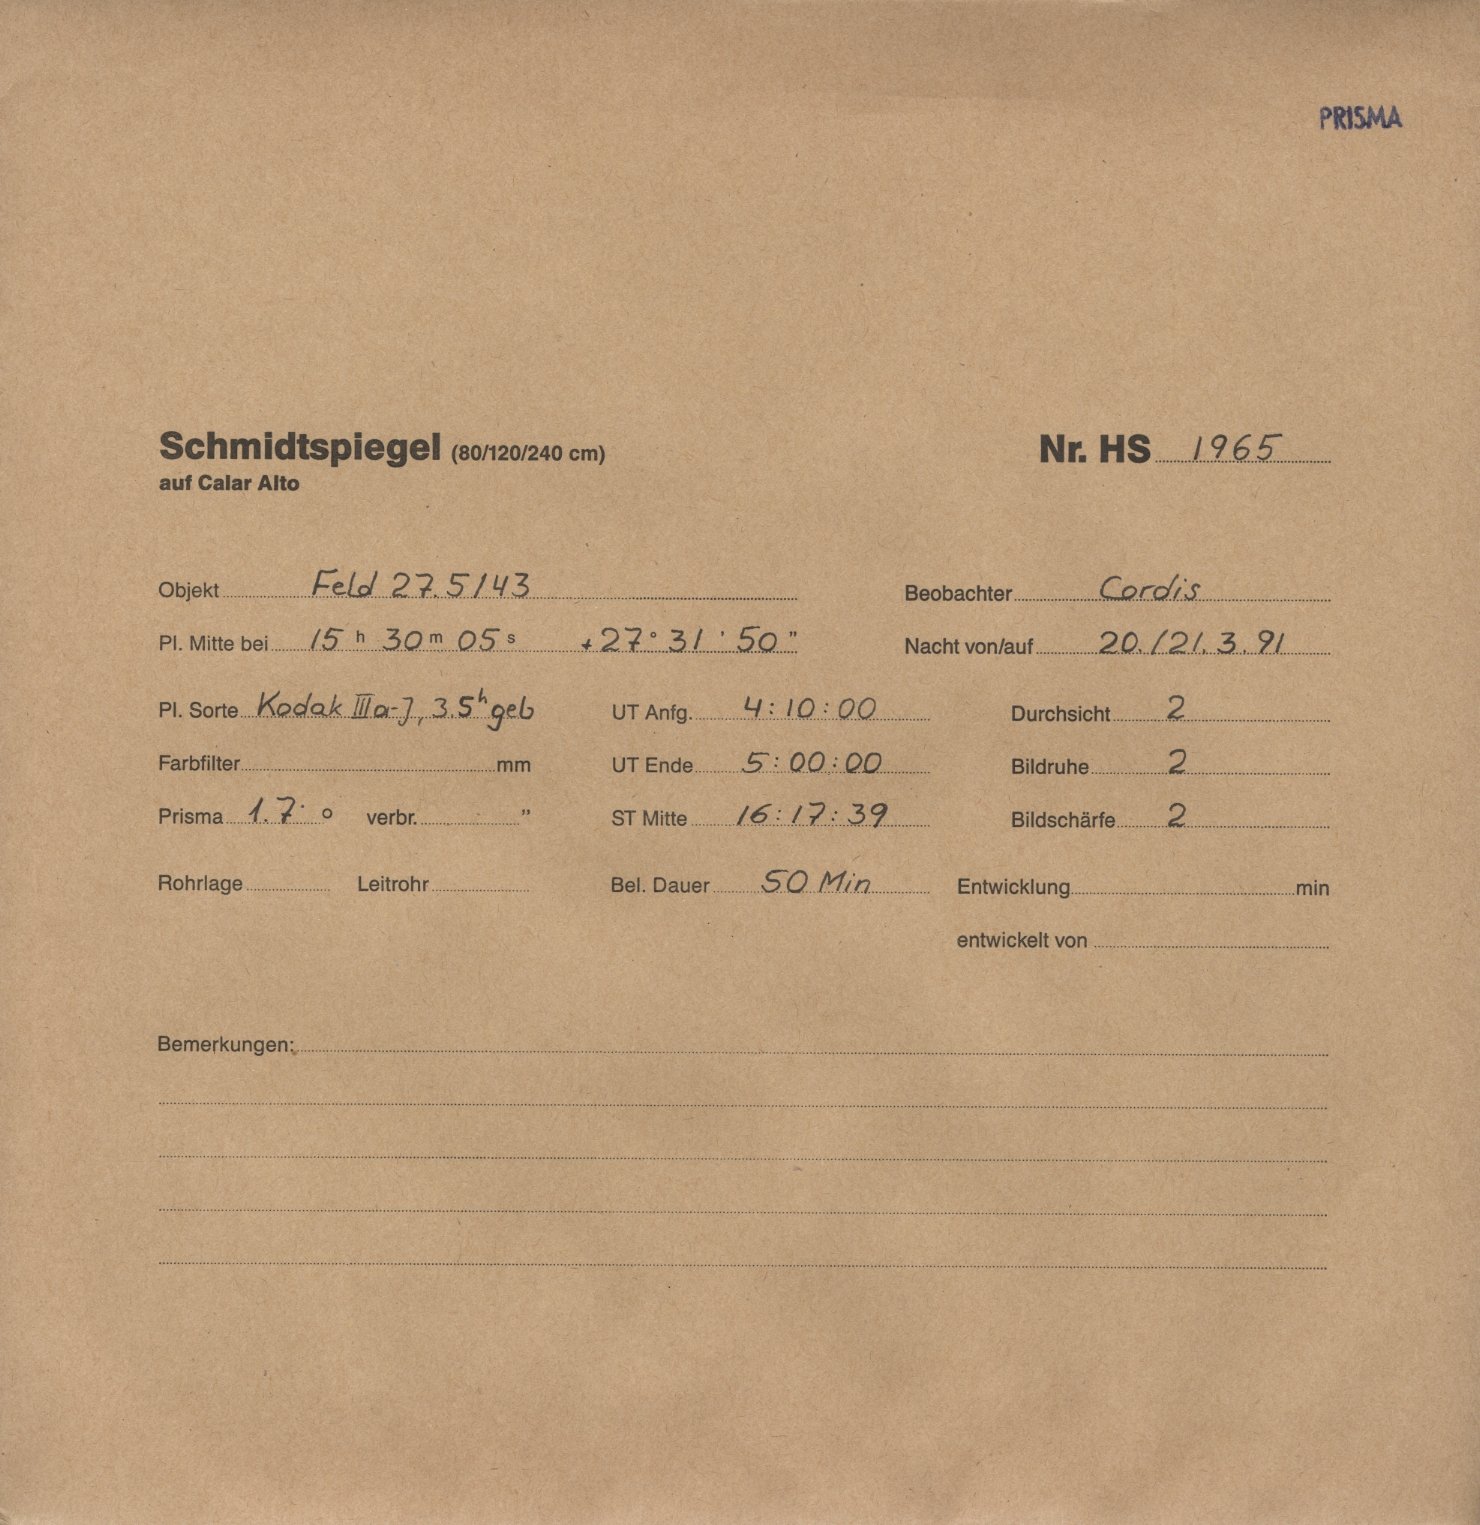 PRISMA
Schmidtspiegel (80/120/240 cm) Nr. HS 1965
auf Calar Alto
Objekt Feld 27.5/43 Beobachter Cordis
Pl. Mitte bei 15 h 30 m 05 s +27° 31 ' 50 " Nacht von/auf 20./21.3.91
Pl. Sorte Kodak IIIa-J, 3.5h geb UT Anfg. 4:10:00 Durchsicht 2
Farbfilter mm UT Ende 5:00:00 Bildruhe 2
Prisma 1.7 ° verbr. " ST Mitte 16:17:39 Bildschärfe 2
Rohrlage Leitrohr Bel. Dauer 50 Min Entwicklung min
entwickelt von
Bemerkungen: